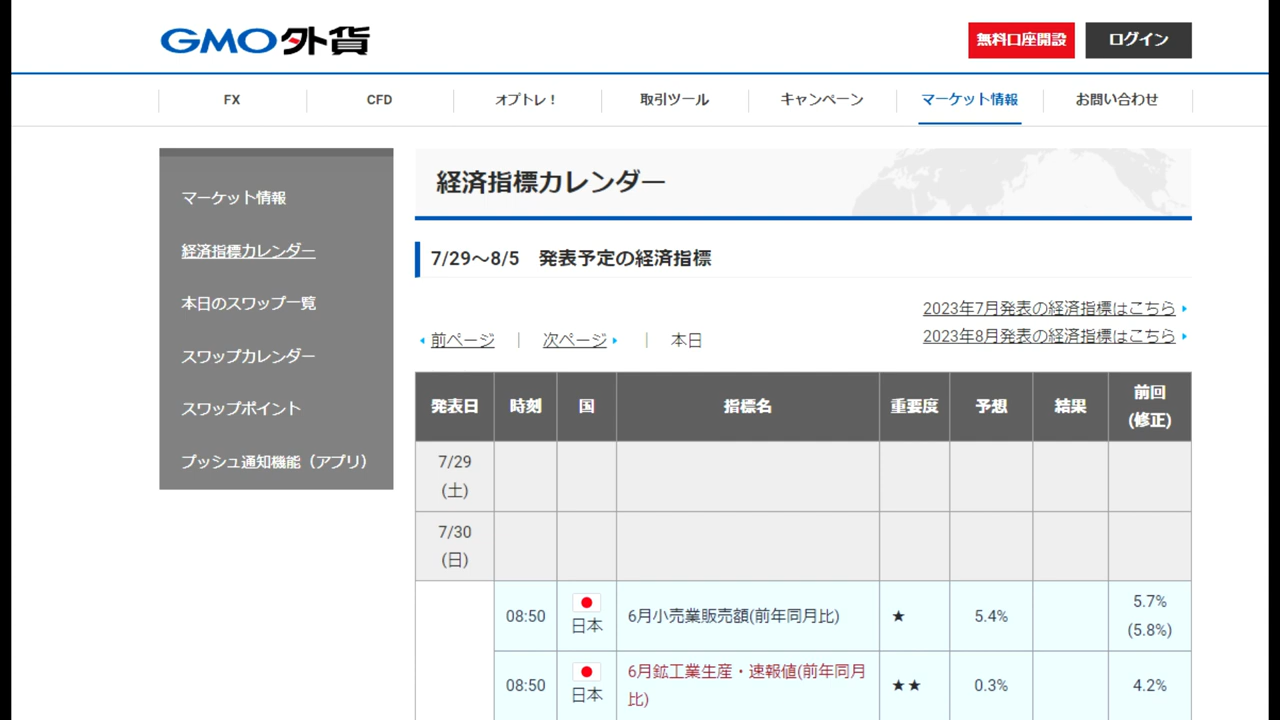 GMO外貨
無料口座開設
ログイン
FX
CFD
オプトレ！
取引ツール
キャンペーン
マーケット情報
お問い合わせ
マーケット情報
経済指標カレンダー
本日のスワップ一覧
スワップカレンダー
スワップポイント
プッシュ通知機能（アプリ）
経済指標カレンダー
7/29～8/5　発表予定の経済指標
2023年7月発表の経済指標はこちら
2023年8月発表の経済指標はこちら
前ページ ｜ 次ページ ｜ 本日
発表日 時刻 国 指標名 重要度 予想 結果 前回
(修正)
7/29
(土)
7/30
(日)
08:50 日本 6月小売業販売額(前年同月比) ★ 5.4% 5.7%
(5.8%)
08:50 日本 6月鉱工業生産・速報値(前年同月
比) ★★ 0.3% 4.2%